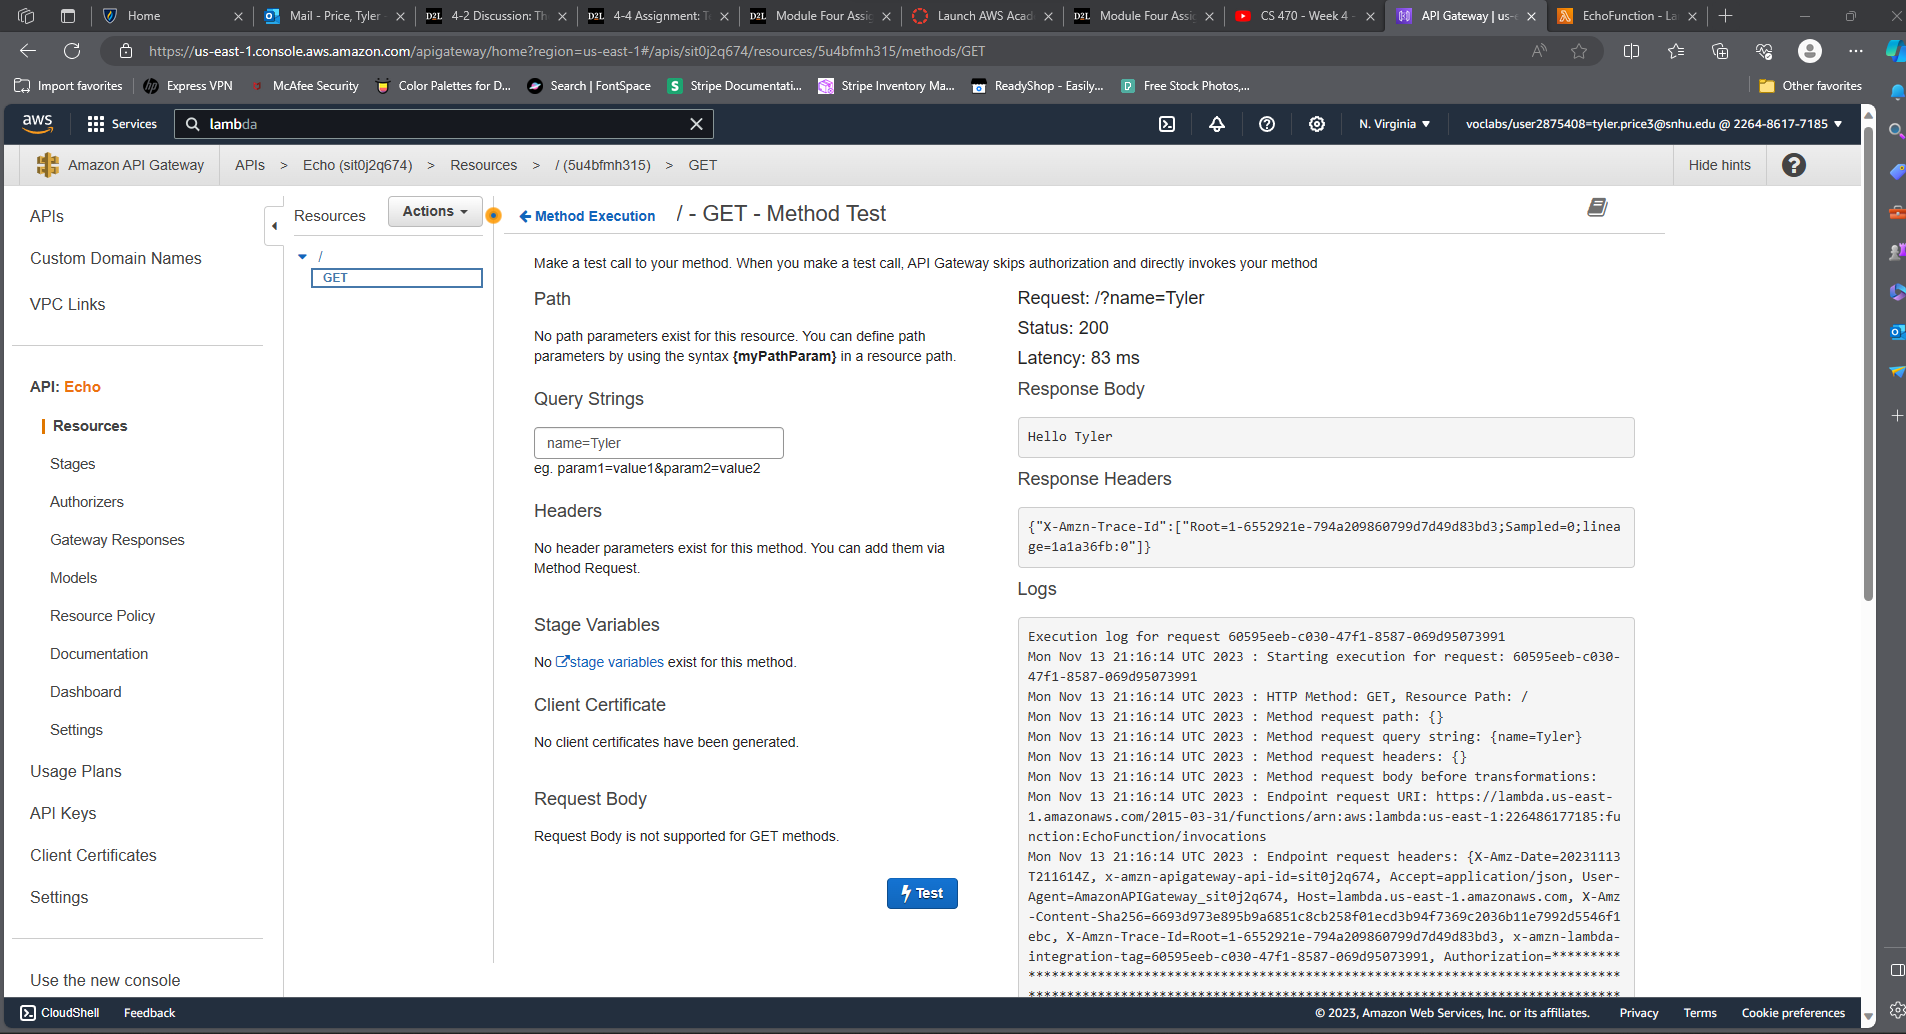 Home
Mail - Price, Tyler
4-2 Discussion: Th
4-4 Assignment: T
Module Four Assig
Launch AWS Acad
Module Four Assig
CS 470 - Week 4 -
API Gateway | us-e
EchoFunction - La
https://us-east-1.console.aws.amazon.com/apigateway/home?region=us-east-1#/apis/sit0j2q674/resources/5u4bfmh315/methods/GET
Import favorites
Express VPN
McAfee Security
Color Palettes for D...
Search | FontSpace
Stripe Documentati...
Stripe Inventory Ma...
ReadyShop - Easily...
Free Stock Photos,...
Other favorites
aws
Services
lambda
N. Virginia
voclabs/user2875408=tyler.price3@snhu.edu @ 2264-8617-7185
Amazon API Gateway
APIs > Echo (sit0j2q674) > Resources > / (5u4bfmh315) > GET
Hide hints
APIs
Custom Domain Names
VPC Links
API: Echo
Resources
Stages
Authorizers
Gateway Responses
Models
Resource Policy
Documentation
Dashboard
Settings
Usage Plans
API Keys
Client Certificates
Settings
Use the new console
Resources
Actions
/
GET
Method Execution
/ - GET - Method Test
Make a test call to your method. When you make a test call, API Gateway skips authorization and directly invokes your method
Path
No path parameters exist for this resource. You can define path
parameters by using the syntax {myPathParam} in a resource path.
Query Strings
name=Tyler
eg. param1=value1&param2=value2
Headers
No header parameters exist for this method. You can add them via
Method Request.
Stage Variables
No stage variables exist for this method.
Client Certificate
No client certificates have been generated.
Request Body
Request Body is not supported for GET methods.
Test
Request: /?name=Tyler
Status: 200
Latency: 83 ms
Response Body
Hello Tyler
Response Headers
{"X-Amzn-Trace-Id":["Root=1-6552921e-794a209860799d7d49d83bd3;Sampled=0;linea
ge=1a1a36fb:0"]}
Logs
Execution log for request 60595eeb-c030-47f1-8587-069d95073991
Mon Nov 13 21:16:14 UTC 2023 : Starting execution for request: 60595eeb-c030-
47f1-8587-069d95073991
Mon Nov 13 21:16:14 UTC 2023 : HTTP Method: GET, Resource Path: /
Mon Nov 13 21:16:14 UTC 2023 : Method request path: {}
Mon Nov 13 21:16:14 UTC 2023 : Method request query string: {name=Tyler}
Mon Nov 13 21:16:14 UTC 2023 : Method request headers: {}
Mon Nov 13 21:16:14 UTC 2023 : Method request body before transformations:
Mon Nov 13 21:16:14 UTC 2023 : Endpoint request URI: https://lambda.us-east-
1.amazonaws.com/2015-03-31/functions/arn:aws:lambda:us-east-1:226486177185:fu
nction:EchoFunction/invocations
Mon Nov 13 21:16:14 UTC 2023 : Endpoint request headers: {X-Amz-Date=20231113
T211614Z, x-amzn-apigateway-api-id=sit0j2q674, Accept=application/json, User-
Agent=AmazonAPIGateway_sit0j2q674, Host=lambda.us-east-1.amazonaws.com, X-Amz
-Content-Sha256=6693d973e895b9a6851c8cb258f01ecd3b94f7369c2036b11e7992d5546f1
ebc, X-Amzn-Trace-Id=Root=1-6552921e-794a209860799d7d49d83bd3, x-amzn-lambda-
integration-tag=60595eeb-c030-47f1-8587-069d95073991, Authorization=*********
*****************************************************************************
*****************************************************************************
CloudShell
Feedback
© 2023, Amazon Web Services, Inc. or its affiliates.
Privacy
Terms
Cookie preferences